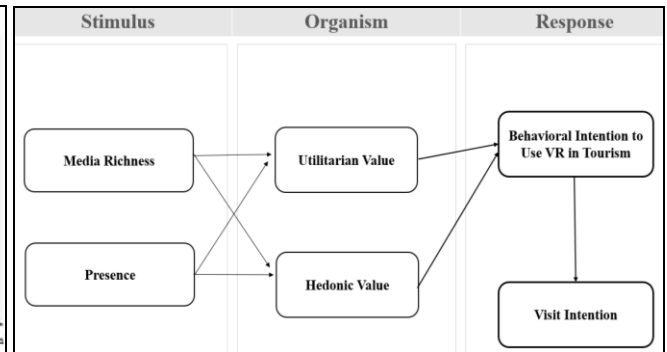 Stimulus
Organism
Response
Media Richness
Utilitarian Value
Behavioral Intention to
Use VR in Tourism
Presence
Hedonic Value
Visit Intention